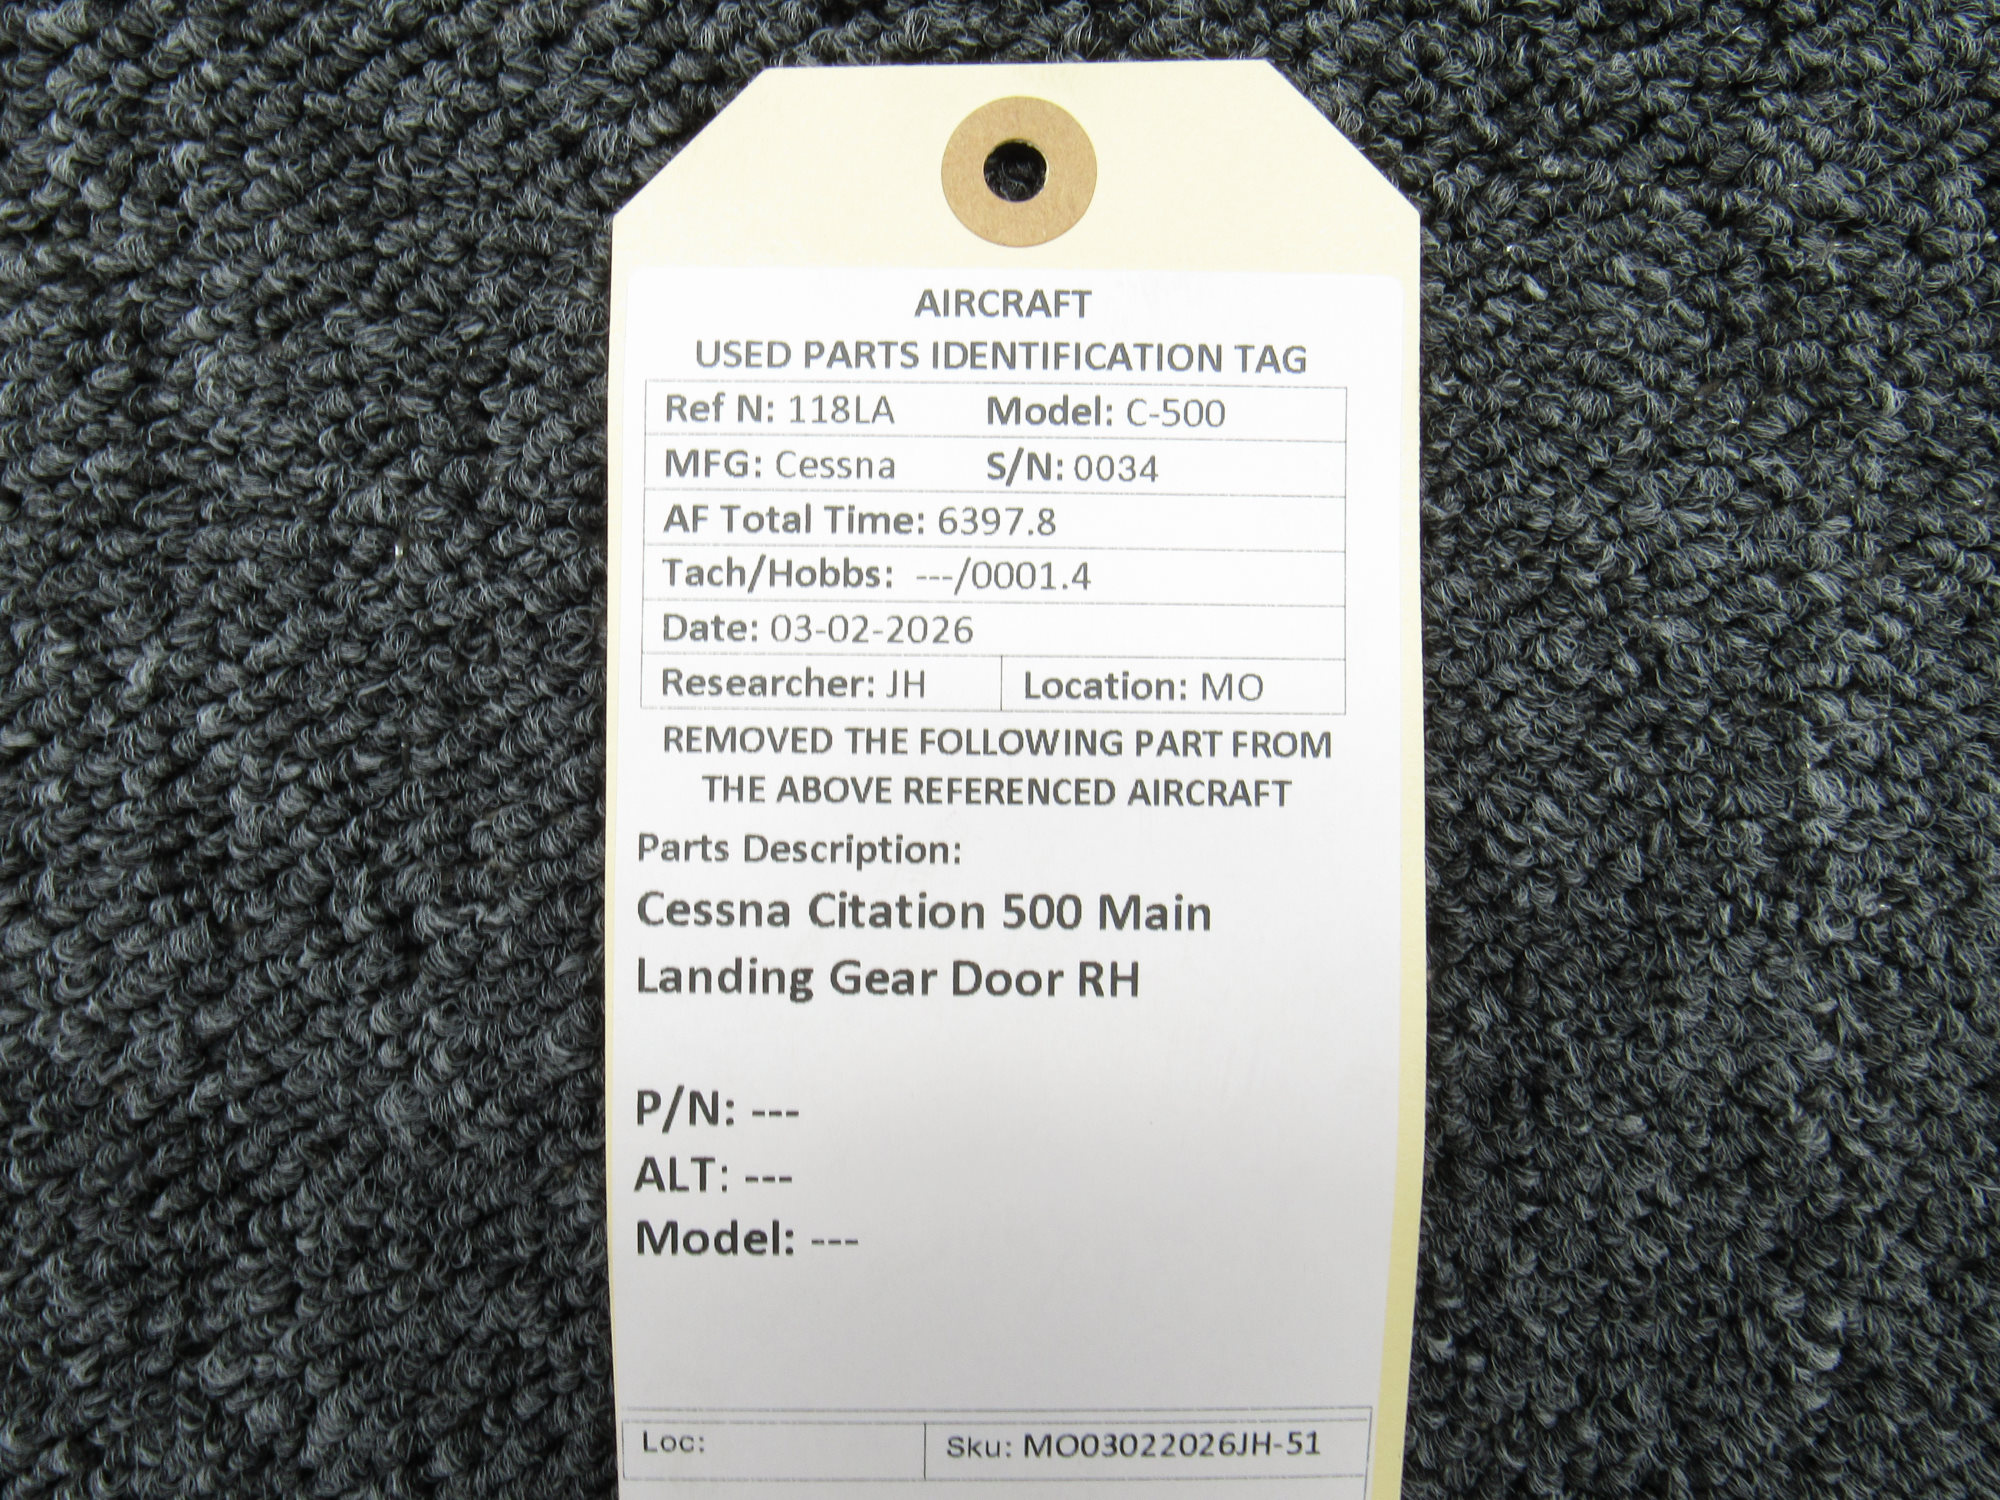 AIRCRAFT
USED PARTS IDENTIFICATION TAG
Ref N: 118LA Model: C-500
MFG: Cessna S/N: 0034
AF Total Time: 6397.8
Tach/Hobbs: ---/0001.4
Date: 03-02-2026
Researcher: JH Location: MO
REMOVED THE FOLLOWING PART FROM
THE ABOVE REFERENCED AIRCRAFT
Parts Description:
Cessna Citation 500 Main
Landing Gear Door RH
P/N: ---
ALT: ---
Model: ---
Loc: Sku: MO03022026JH-51